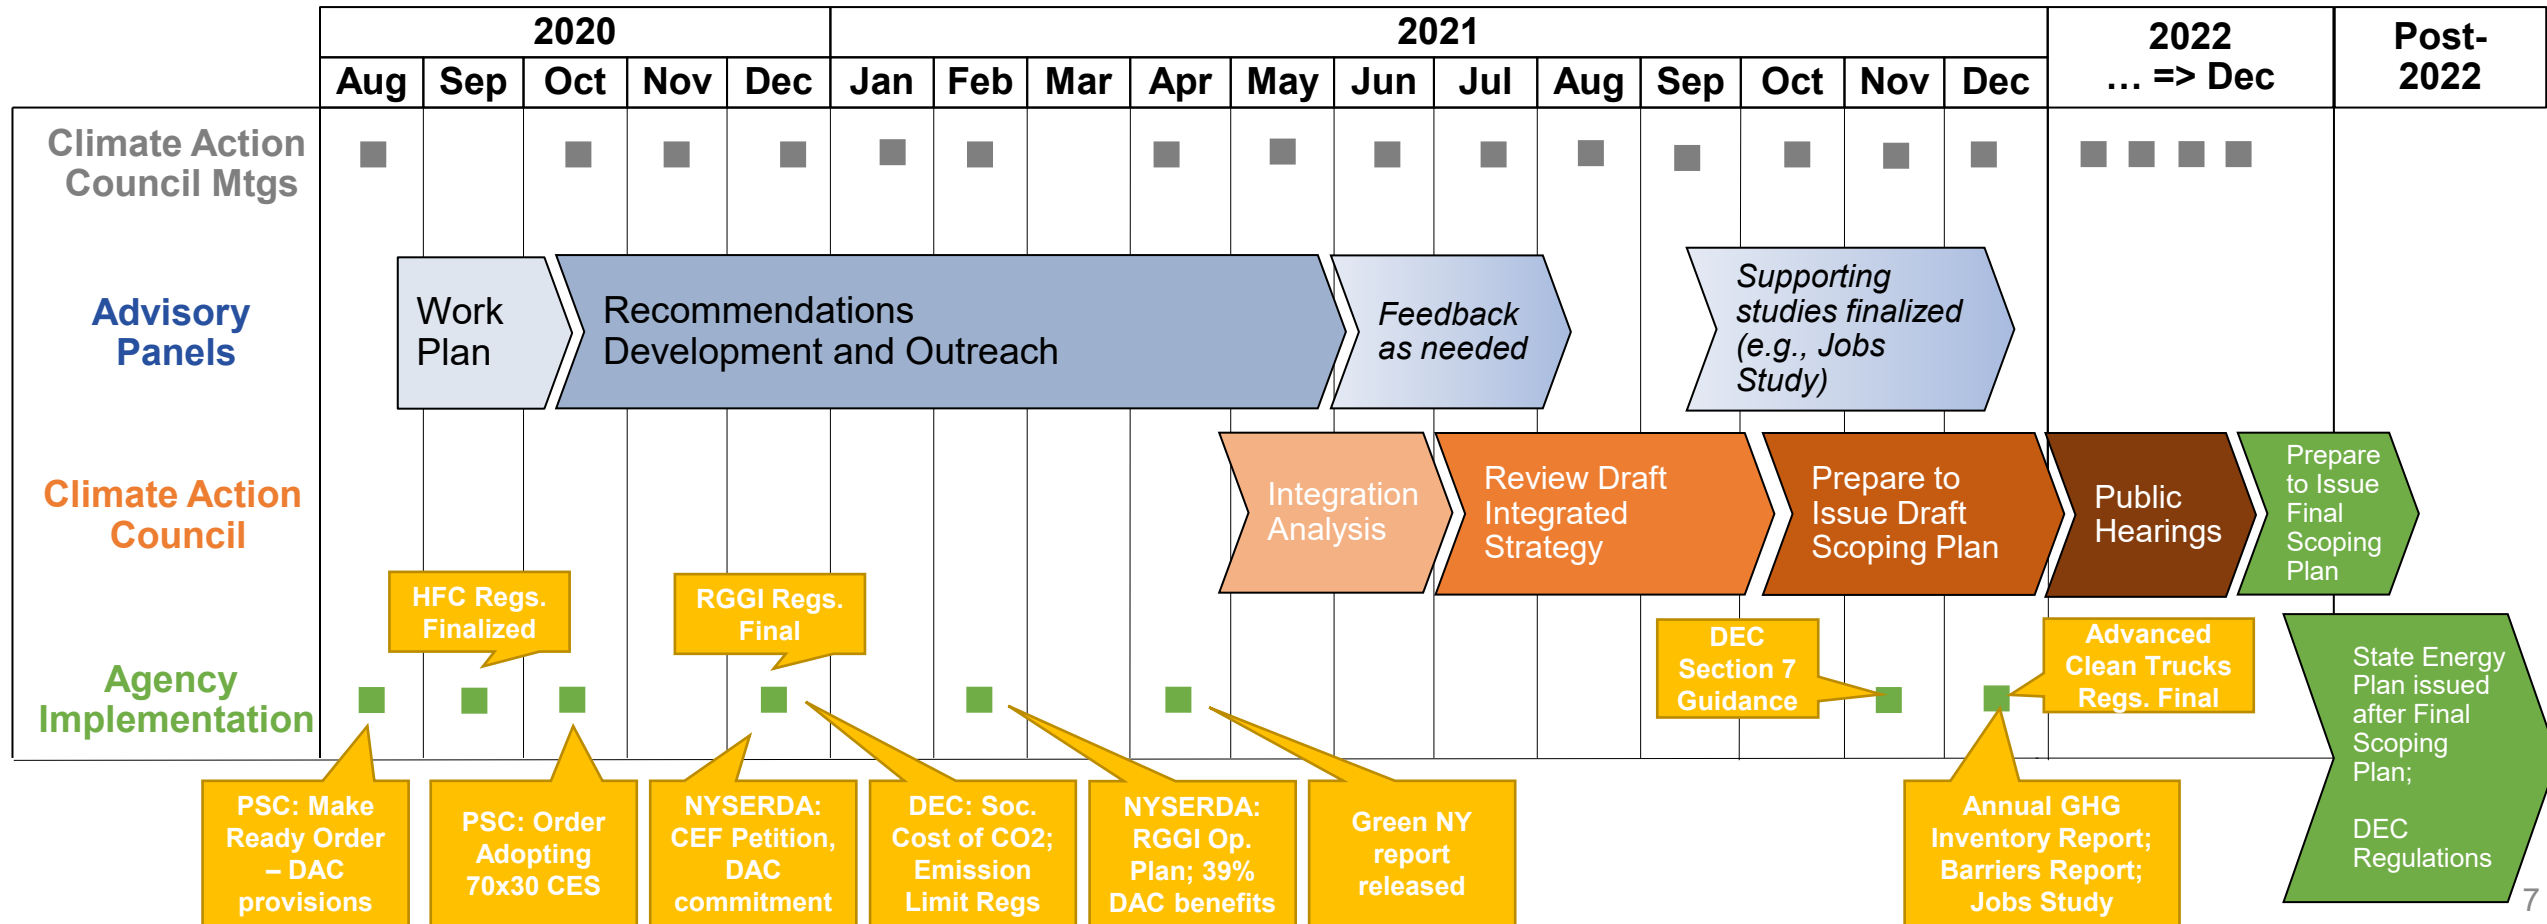 2020
2021
2022
… => Dec
Post-
2022
Aug
Sep
Oct
Nov
Dec
Jan
Feb
Mar
Apr
May
Jun
Jul
Aug
Sep
Oct
Nov
Dec
Climate Action
Council Mtgs
Advisory
Panels
Work
Plan
Recommendations
Development and Outreach
Feedback
as needed
Supporting
studies finalized
(e.g., Jobs
Study)
Climate Action
Council
Integration
Analysis
Review Draft
Integrated
Strategy
Prepare to
Issue Draft
Scoping Plan
Public
Hearings
Prepare
to Issue
Final
Scoping
Plan
Agency
Implementation
HFC Regs.
Finalized
RGGI Regs.
Final
DEC
Section 7
Guidance
Advanced
Clean Trucks
Regs. Final
State Energy
Plan issued
after Final
Scoping
Plan;
DEC
Regulations
PSC: Make
Ready Order
– DAC
provisions
PSC: Order
Adopting
70x30 CES
NYSERDA:
CEF Petition,
DAC
commitment
DEC: Soc.
Cost of CO2;
Emission
Limit Regs
NYSERDA:
RGGI Op.
Plan; 39%
DAC benefits
Green NY
report
released
Annual GHG
Inventory Report;
Barriers Report;
Jobs Study
7